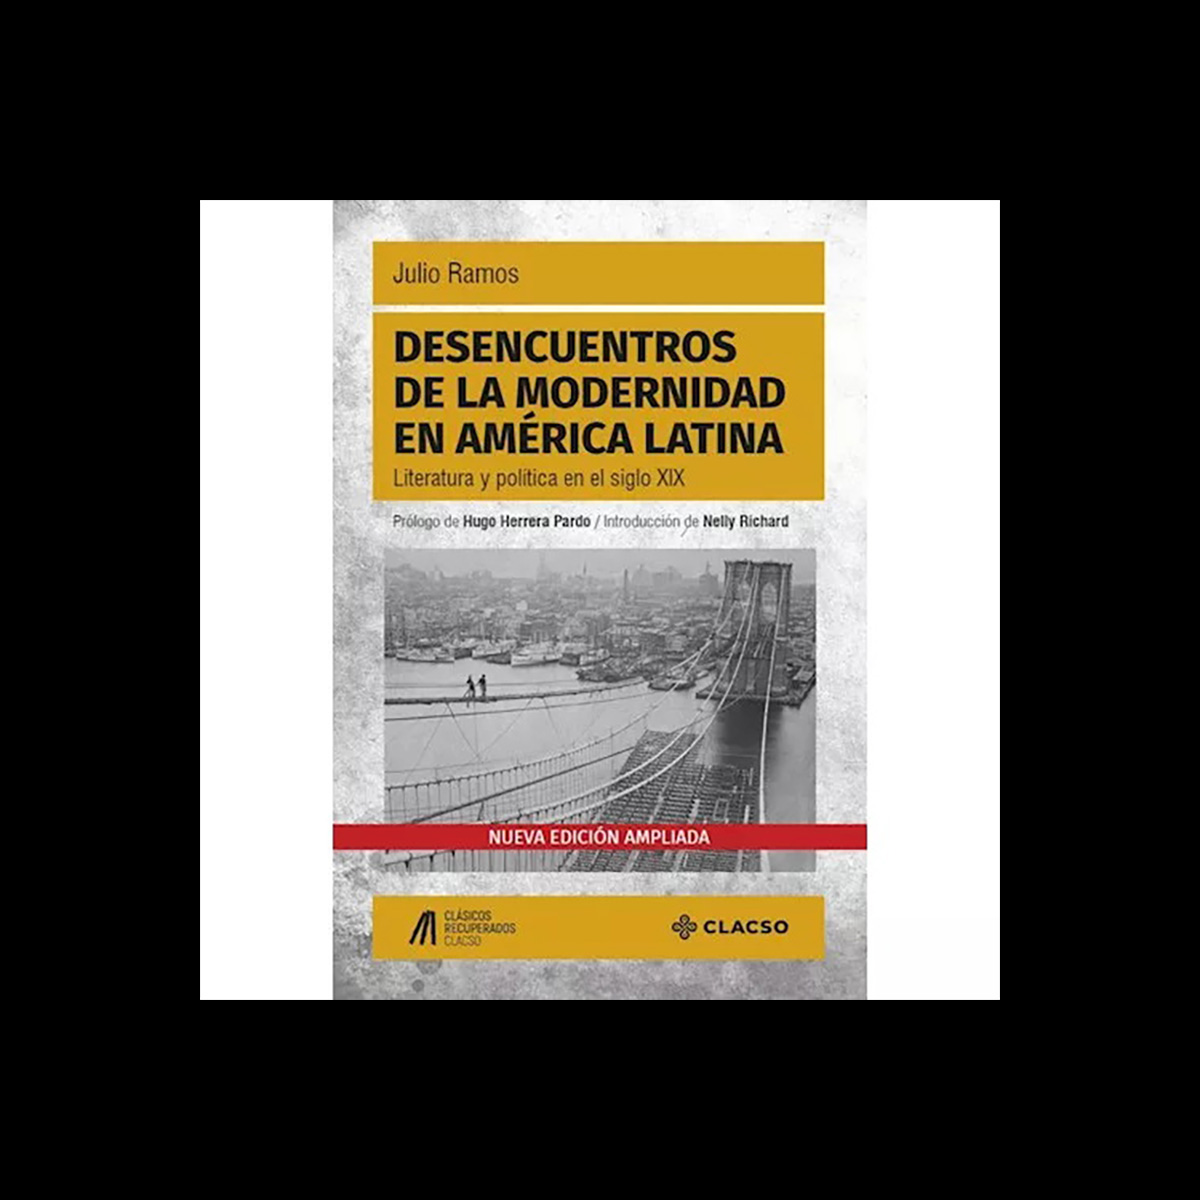 Julio Ramos
DESENCUENTROS
DE LA MODERNIDAD
EN AMÉRICA LATINA
Literatura y política en el siglo XIX
Prólogo de Hugo Herrera Pardo / Introducción de Nelly Richard
NUEVA EDICIÓN AMPLIADA
CLÁSICOS
RECUPERADOS
CLACSO
CLACSO